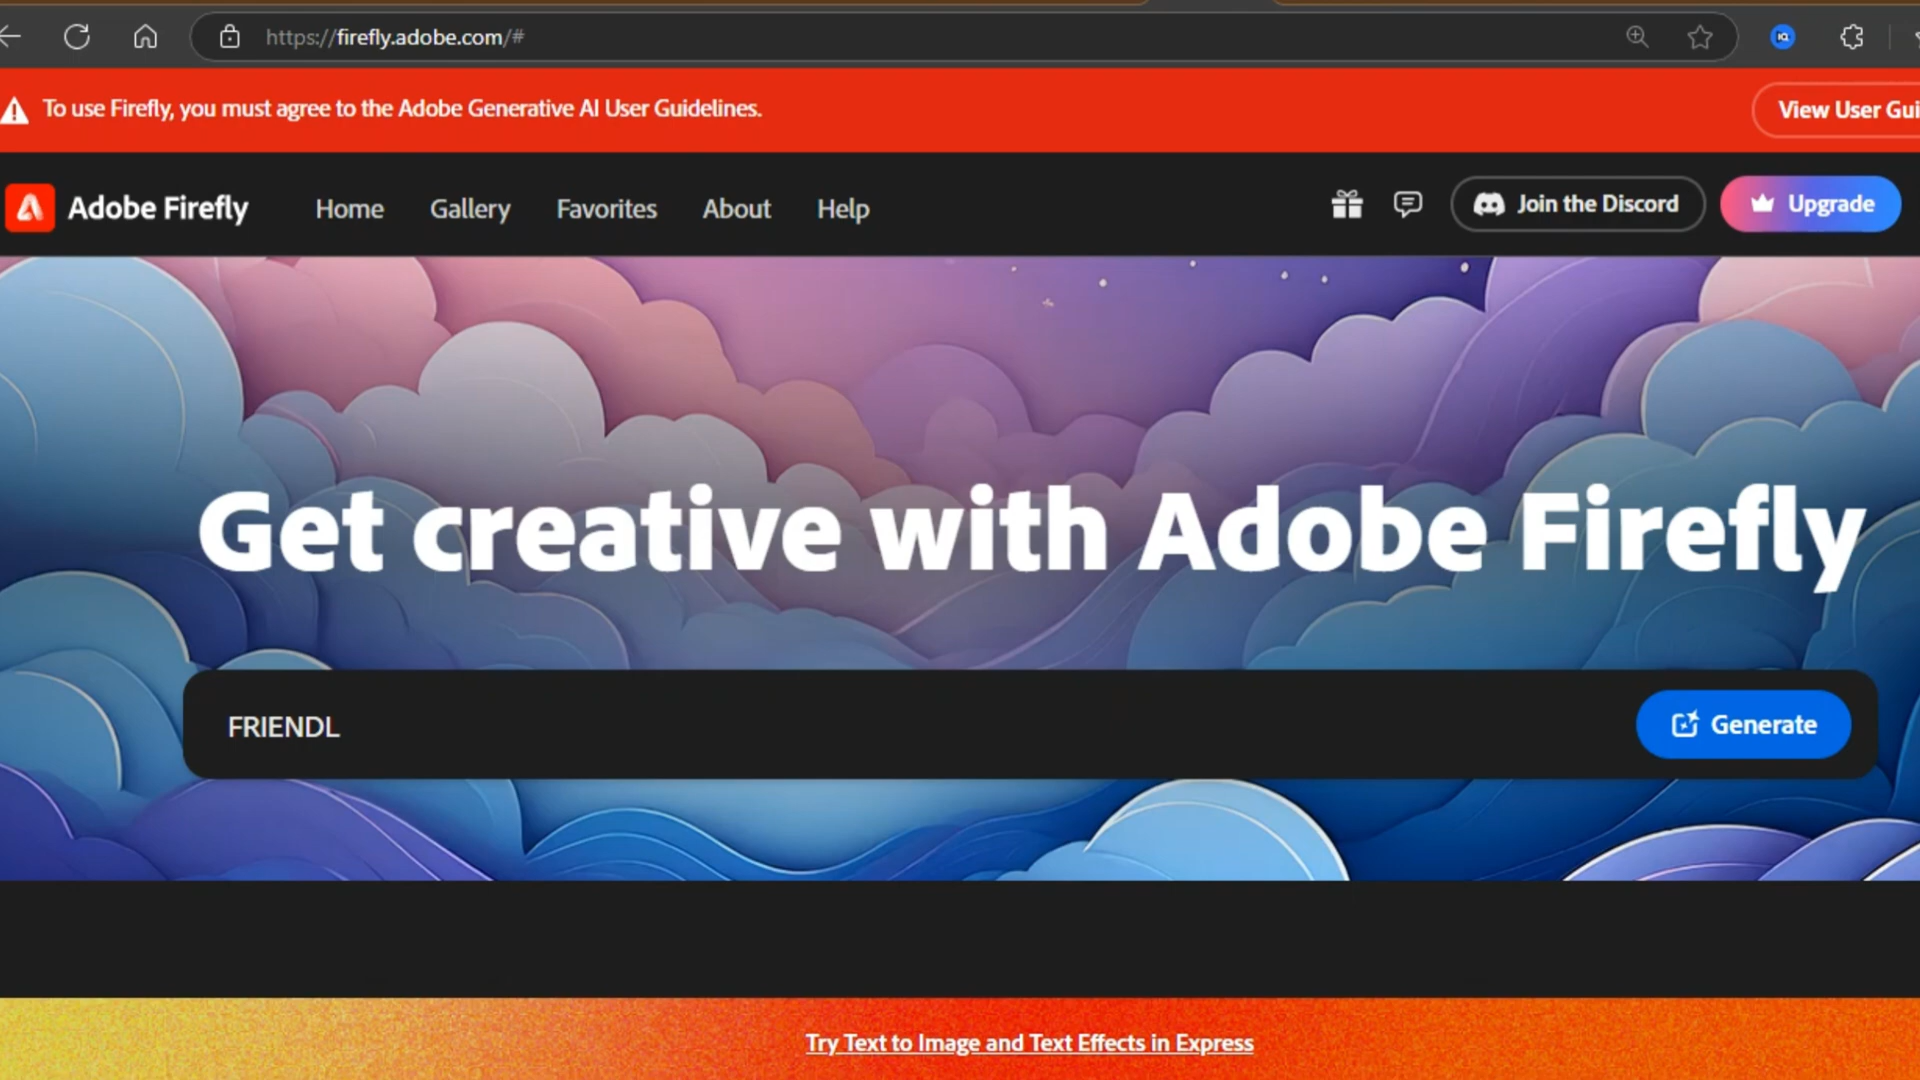 https://firefly.adobe.com/#
To use Firefly, you must agree to the Adobe Generative AI User Guidelines.
View User Gui
Adobe Firefly
Home
Gallery
Favorites
About
Help
Join the Discord
Upgrade
Get creative with Adobe Firefly
FRIENDL
Generate
Try Text to Image and Text Effects in Express